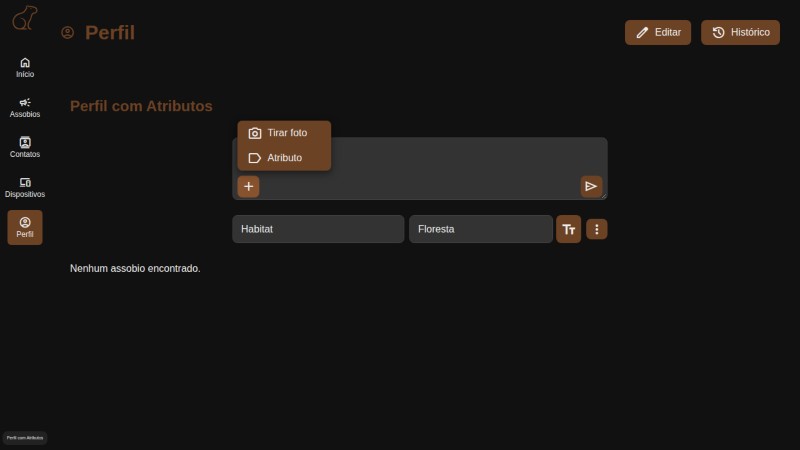 Perfil
Editar
Histórico
Início
Assobios
Contatos
Dispositivos
Perfil
Perfil com Atributos
Tirar foto
Atributo
Habitat
Floresta
Nenhum assobio encontrado.
Perfil com Atributos